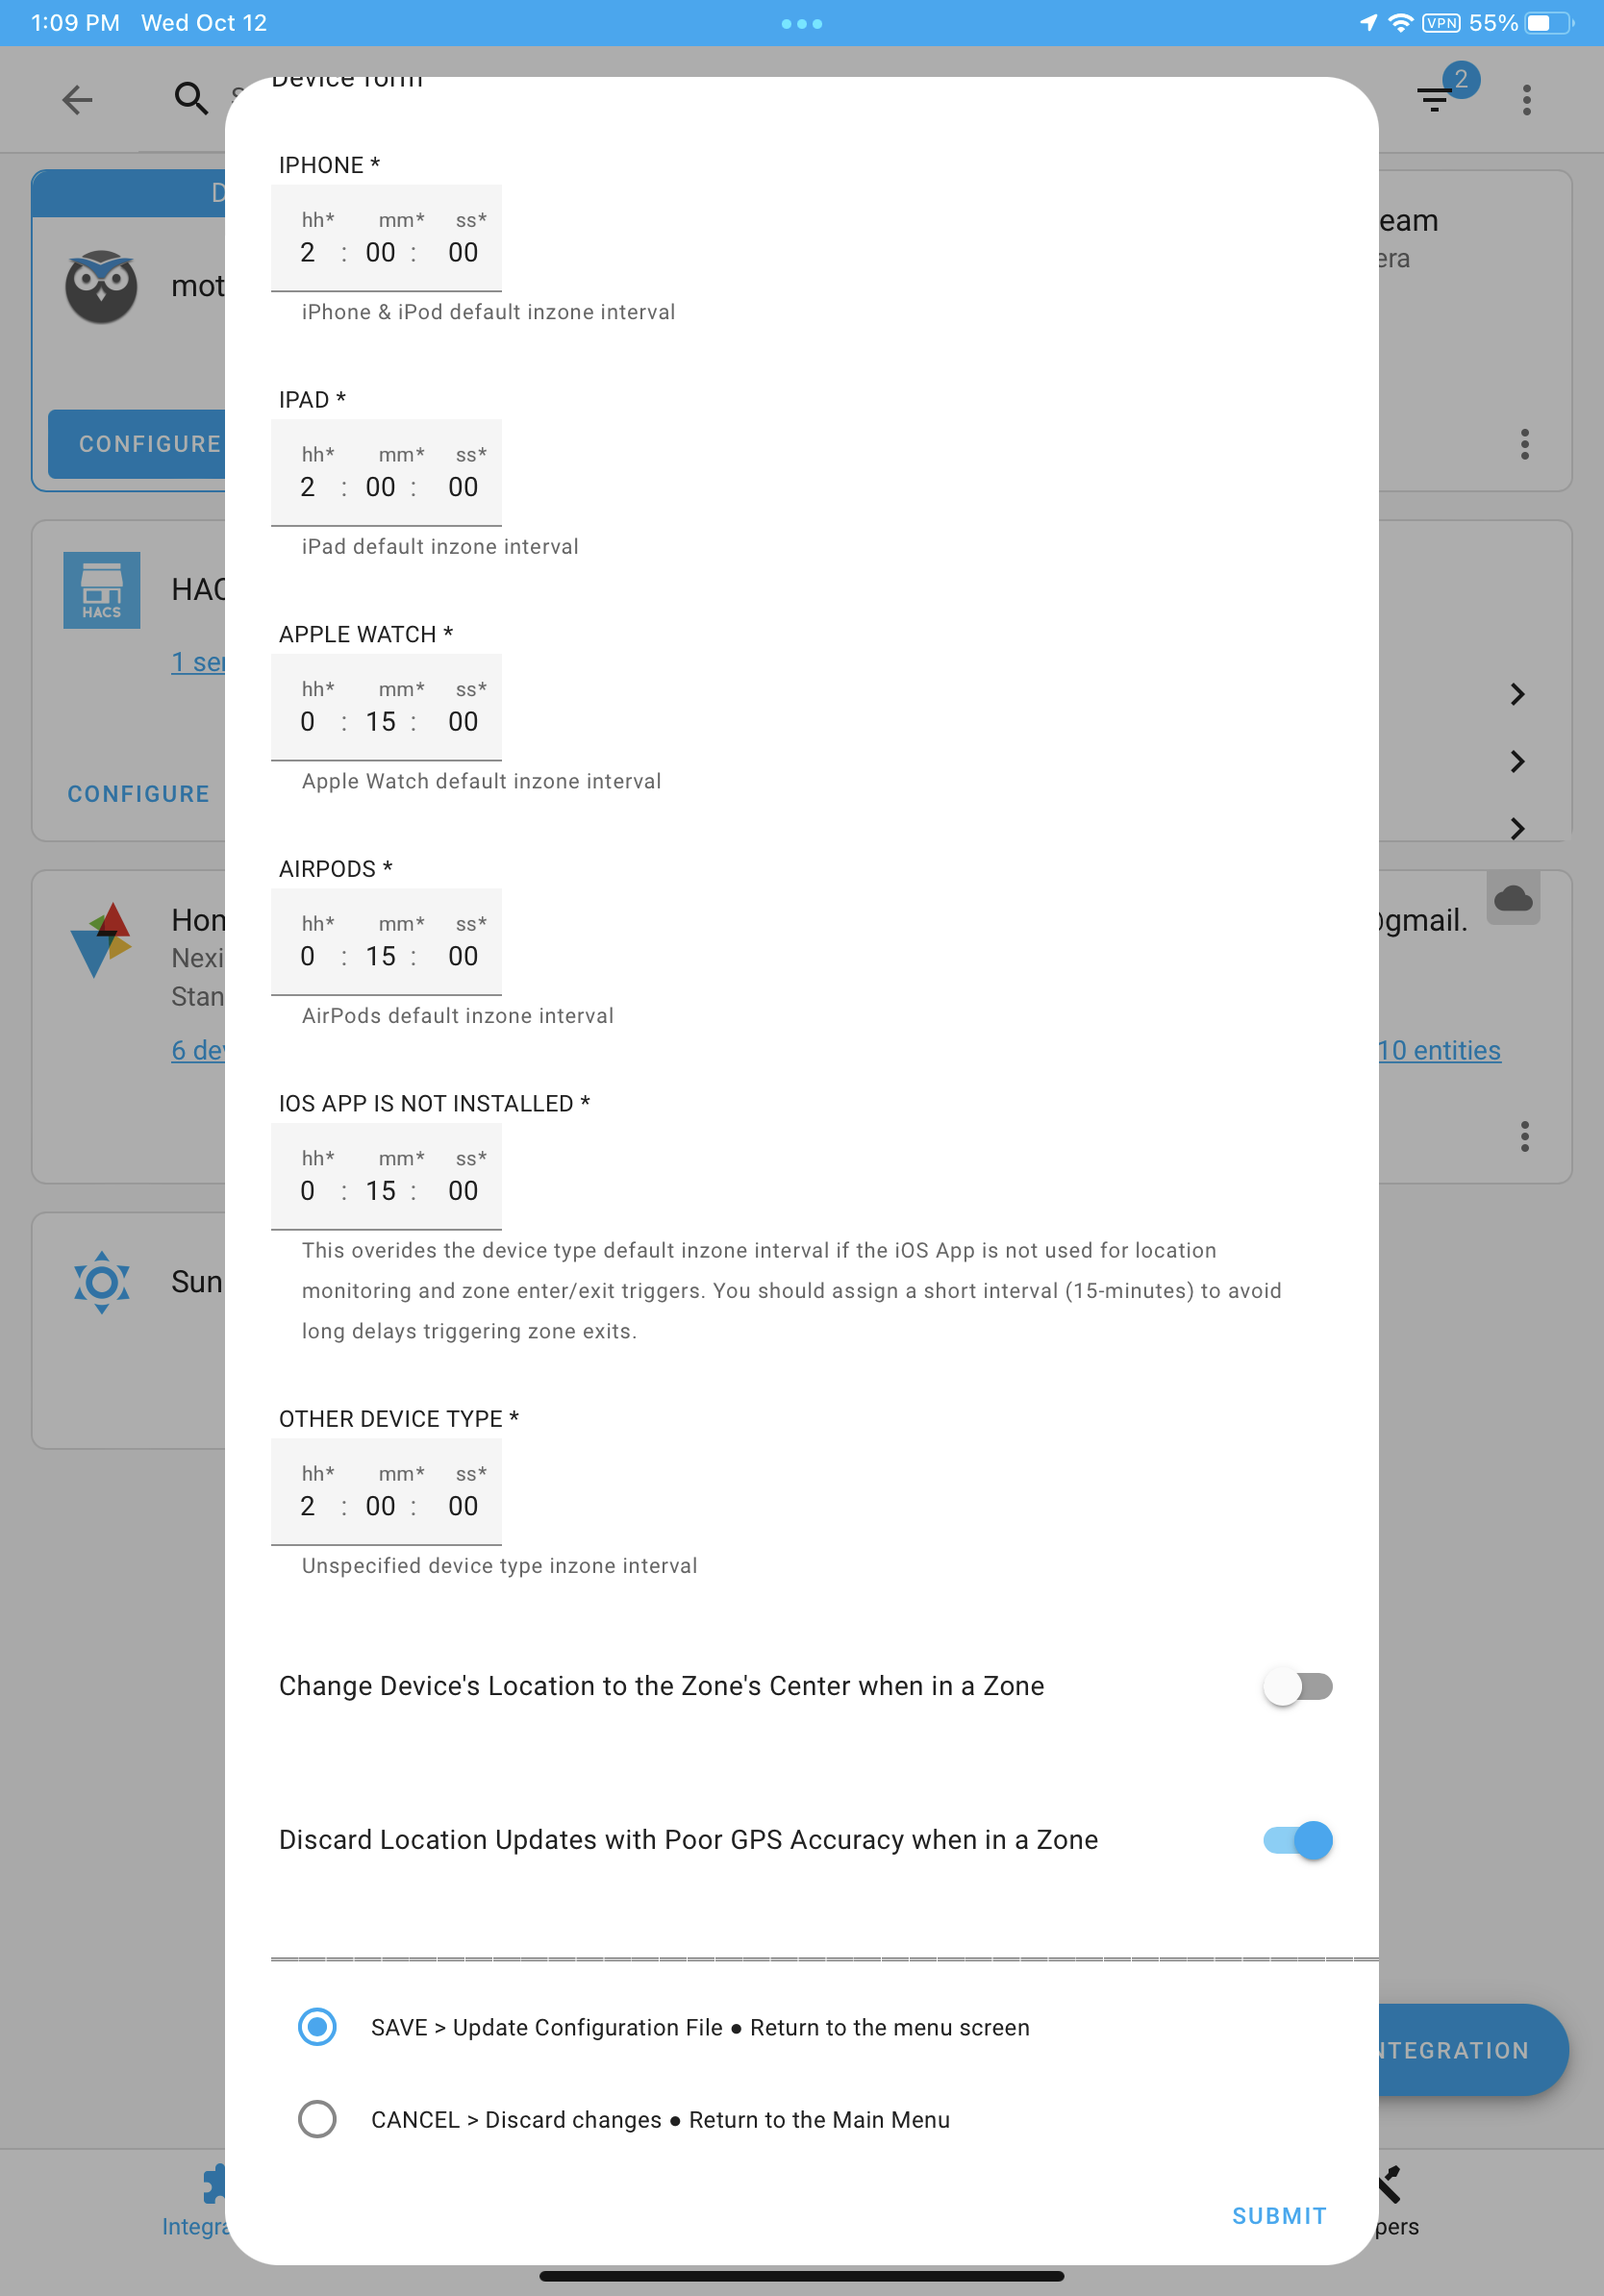 1:09 PM Wed Oct 12
VPN 55%
Device form
2
IPHONE *
hh* mm* ss*
2 : 00 : 00
iPhone & iPod default inzone interval
IPAD *
hh* mm* ss*
2 : 00 : 00
iPad default inzone interval
APPLE WATCH *
hh* mm* ss*
0 : 15 : 00
Apple Watch default inzone interval
AIRPODS *
hh* mm* ss*
0 : 15 : 00
AirPods default inzone interval
IOS APP IS NOT INSTALLED *
hh* mm* ss*
0 : 15 : 00
This overides the device type default inzone interval if the iOS App is not used for location
monitoring and zone enter/exit triggers. You should assign a short interval (15-minutes) to avoid
long delays triggering zone exits.
OTHER DEVICE TYPE *
hh* mm* ss*
2 : 00 : 00
Unspecified device type inzone interval
Change Device's Location to the Zone's Center when in a Zone
Discard Location Updates with Poor GPS Accuracy when in a Zone
SAVE > Update Configuration File ● Return to the menu screen
CANCEL > Discard changes ● Return to the Main Menu
SUBMIT
mot
CONFIGURE
HACS
HAC
1 ser
CONFIGURE
Hon
Nexi
Stan
6 dev
Sun
eam
era
@gmail.
10 entities
NTEGRATION
Integra
pers